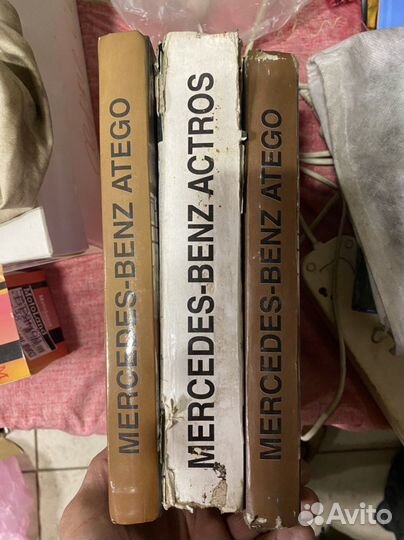 MERCEDES-BENZ ATEGO
MERCEDES-BENZ ACTROS
MERCEDES-BENZ ATEGO
Avito